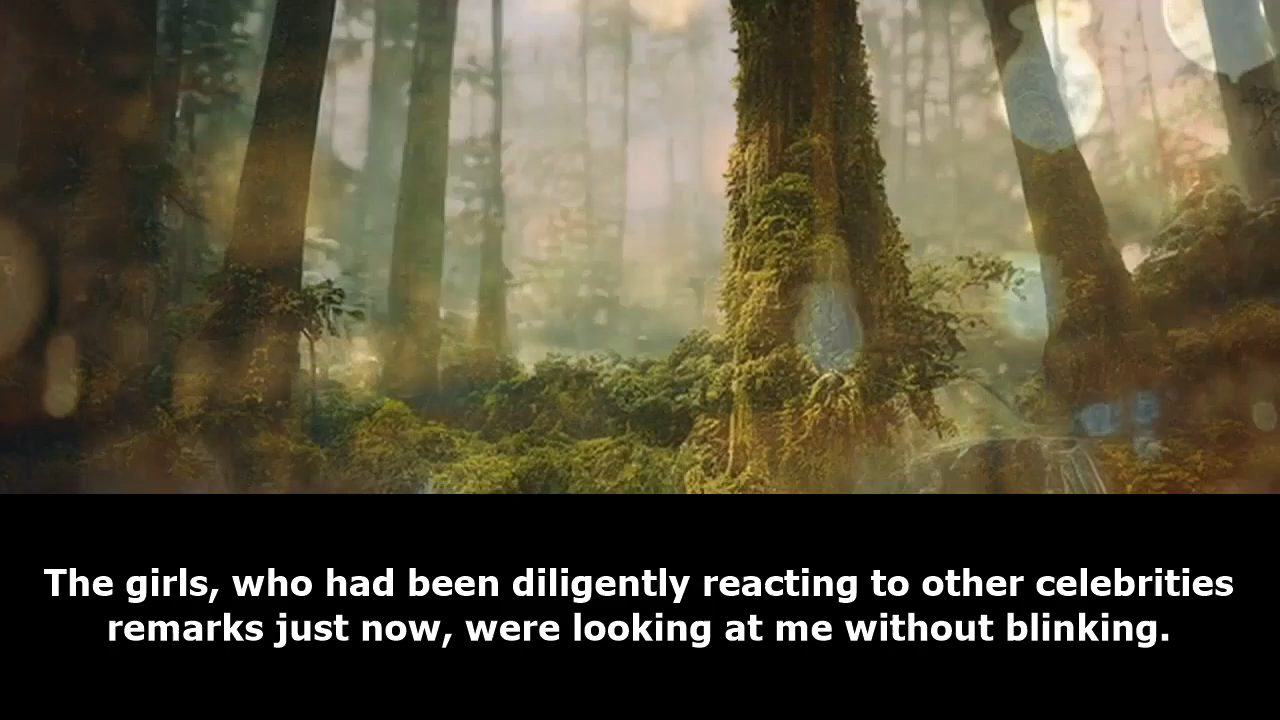 The girls, who had been diligently reacting to other celebrities
remarks just now, were looking at me without blinking.